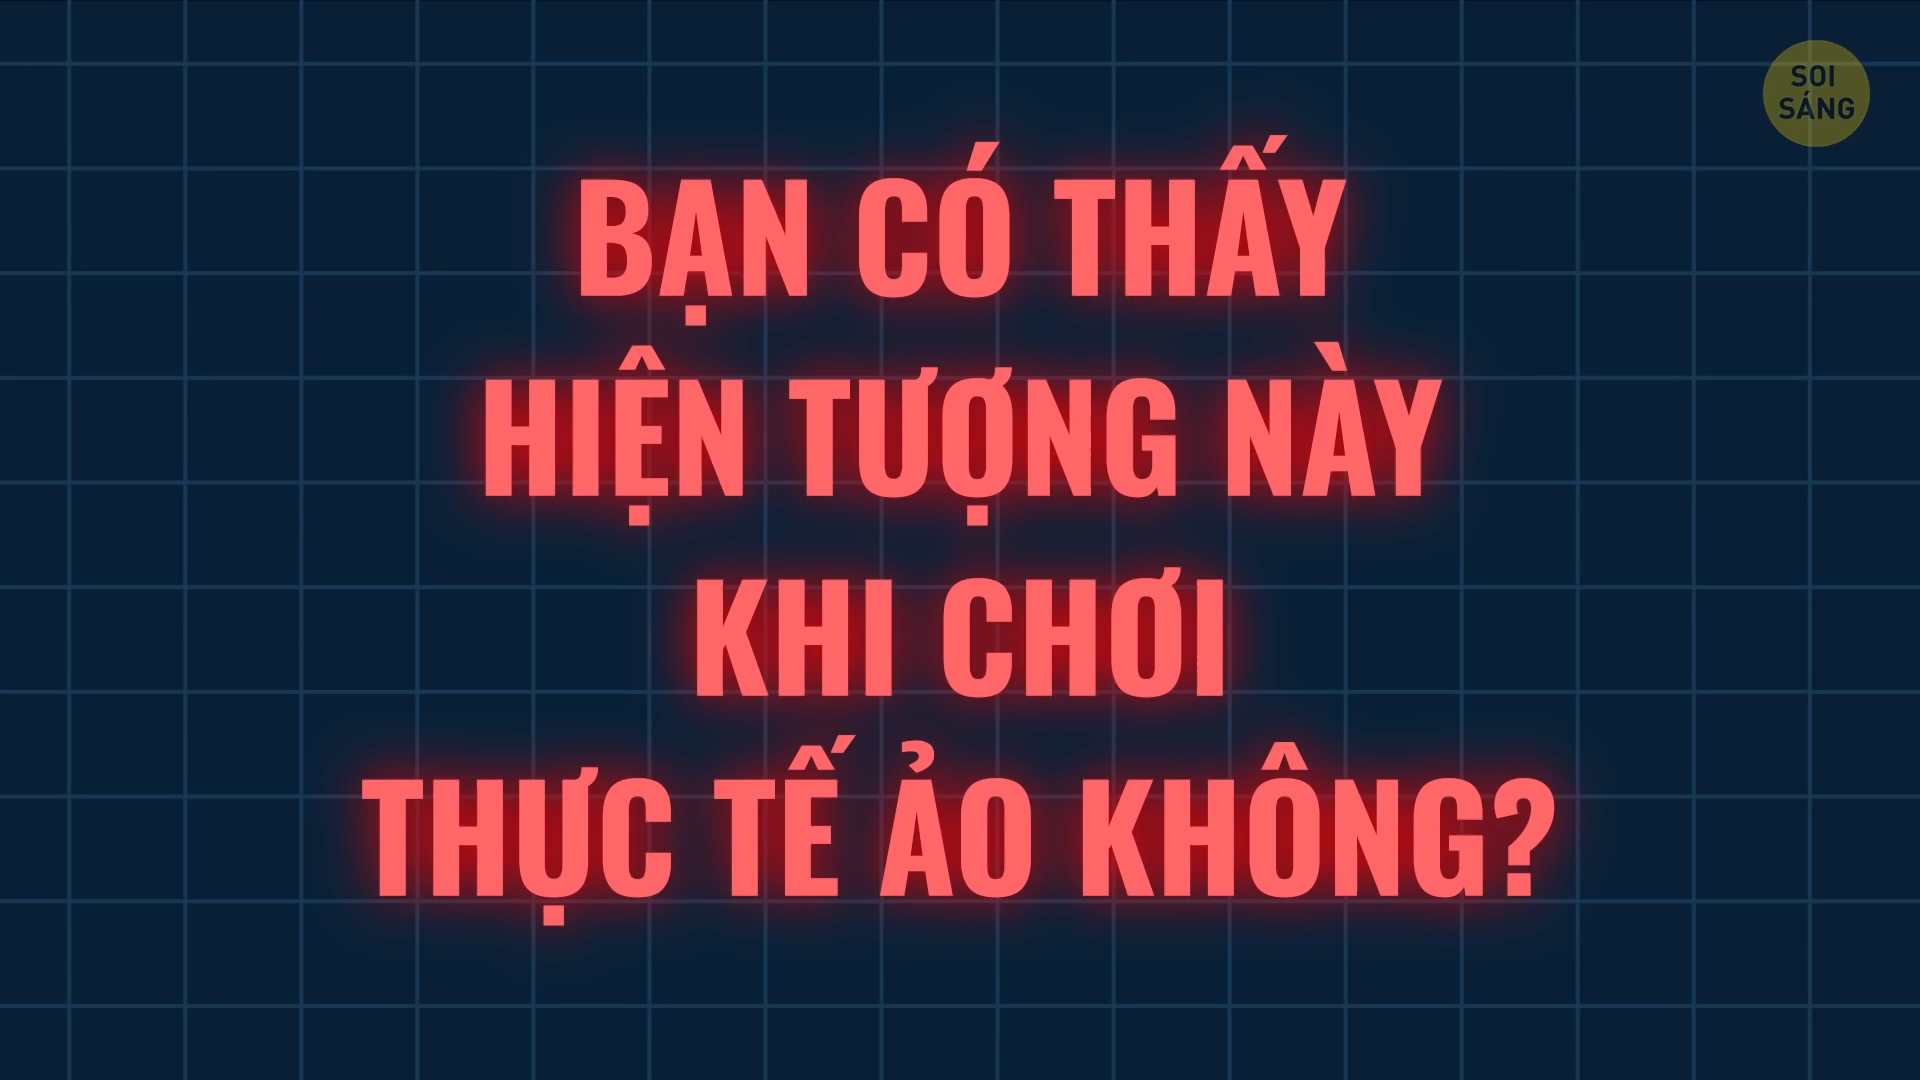 SOI
SÁNG
BẠN CÓ THẤY
HIỆN TƯỢNG NÀY
KHI CHƠI
THỰC TẾ ẢO KHÔNG?